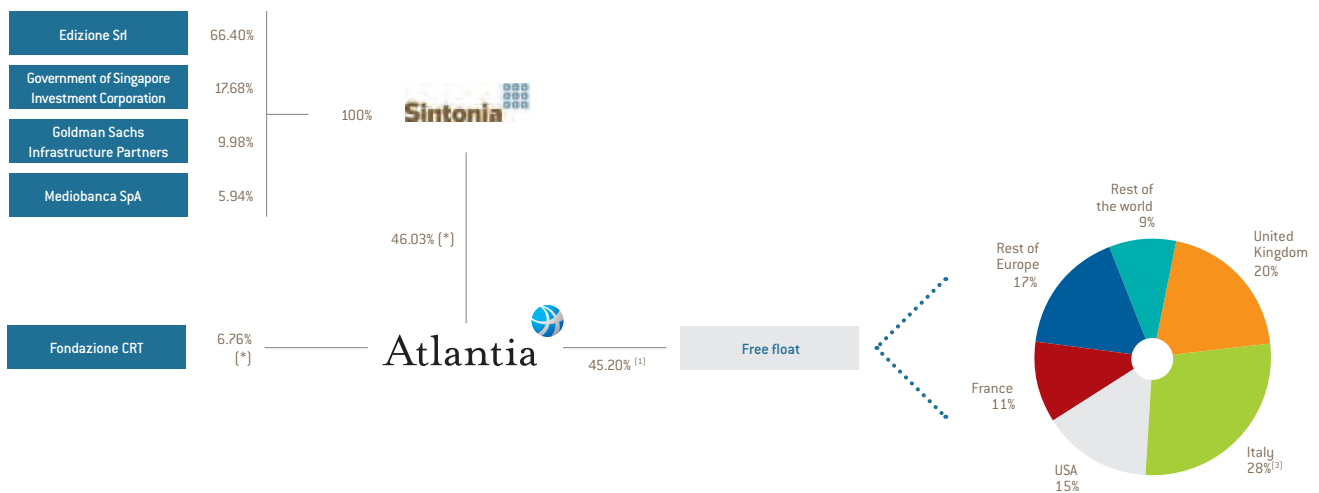 Edizione Srl
66.40%
Government of Singapore
Investment Corporation
17.68%
Goldman Sachs
Infrastructure Partners
9.98%
Mediobanca SpA
5.94%
100%
Sintonia
46.03% (*)
Fondazione CRT
6.76%
(*)
Atlantia
45.20% (1)
Free float
Rest of
the world
9%
United
Kingdom
20%
Rest of
Europe
17%
France
11%
USA
15%
Italy
28%(3)